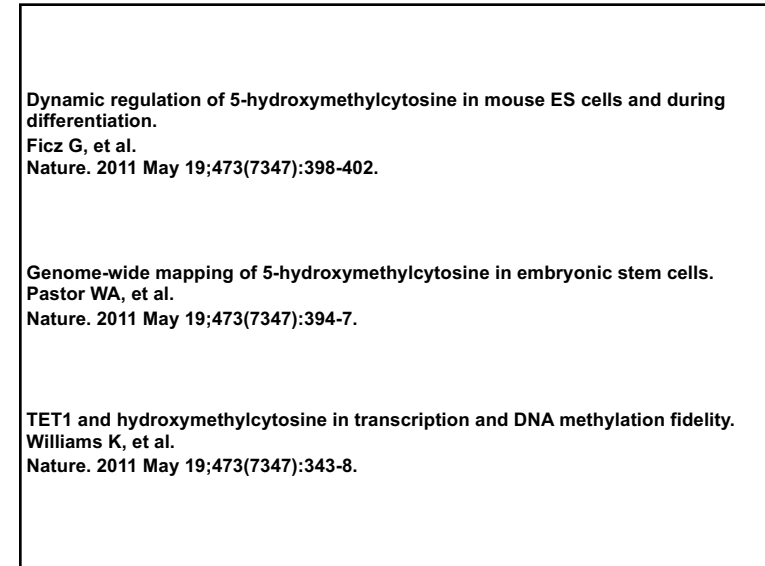 Dynamic regulation of 5-hydroxymethylcytosine in mouse ES cells and during
differentiation.
Ficz G, et al.
Nature. 2011 May 19;473(7347):398-402.
Genome-wide mapping of 5-hydroxymethylcytosine in embryonic stem cells.
Pastor WA, et al.
Nature. 2011 May 19;473(7347):394-7.
TET1 and hydroxymethylcytosine in transcription and DNA methylation fidelity.
Williams K, et al.
Nature. 2011 May 19;473(7347):343-8.